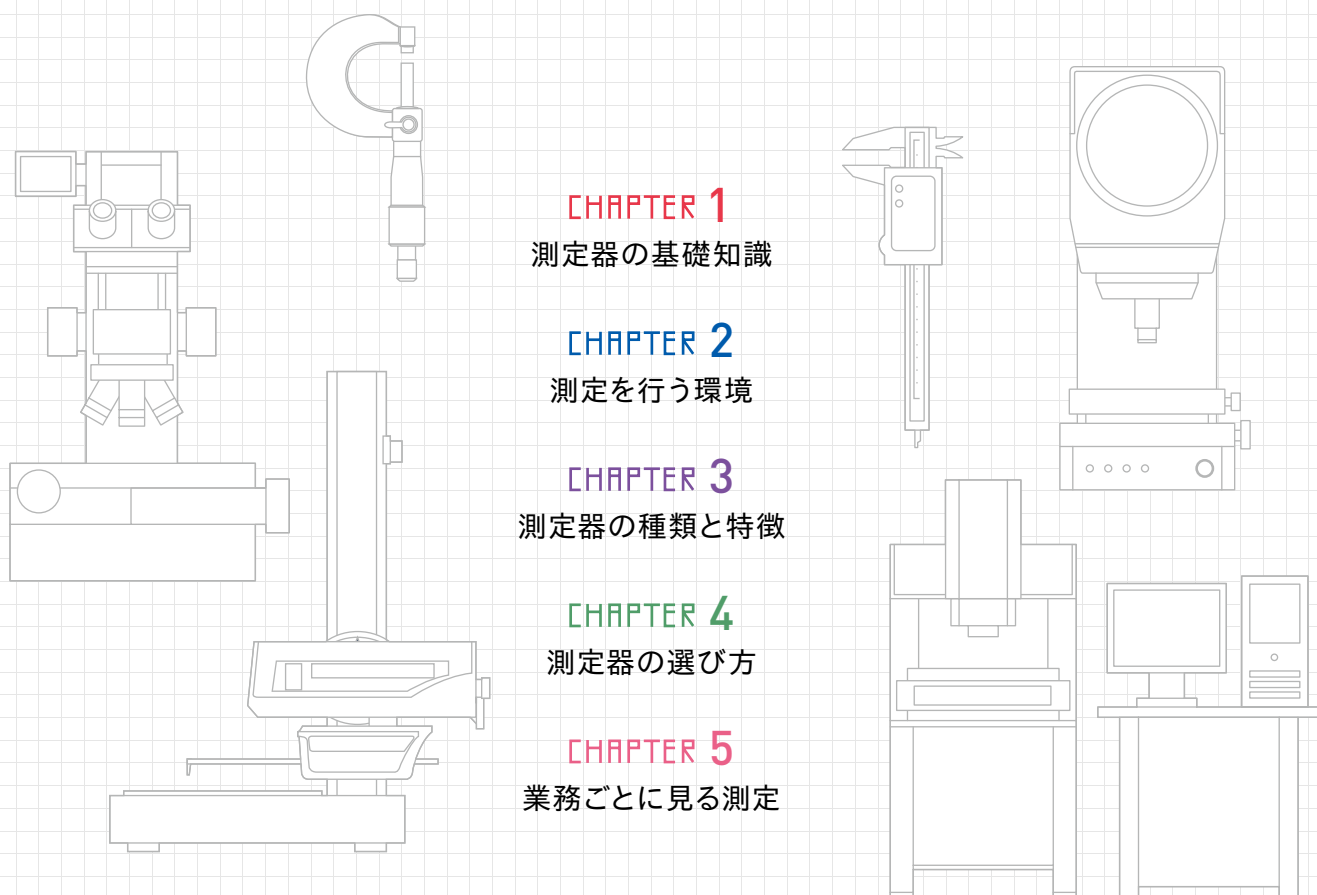 CHAPTER 1
測定器の基礎知識
CHAPTER 2
測定を行う環境
CHAPTER 3
測定器の種類と特徴
CHAPTER 4
測定器の選び方
CHAPTER 5
業務ごとに見る測定